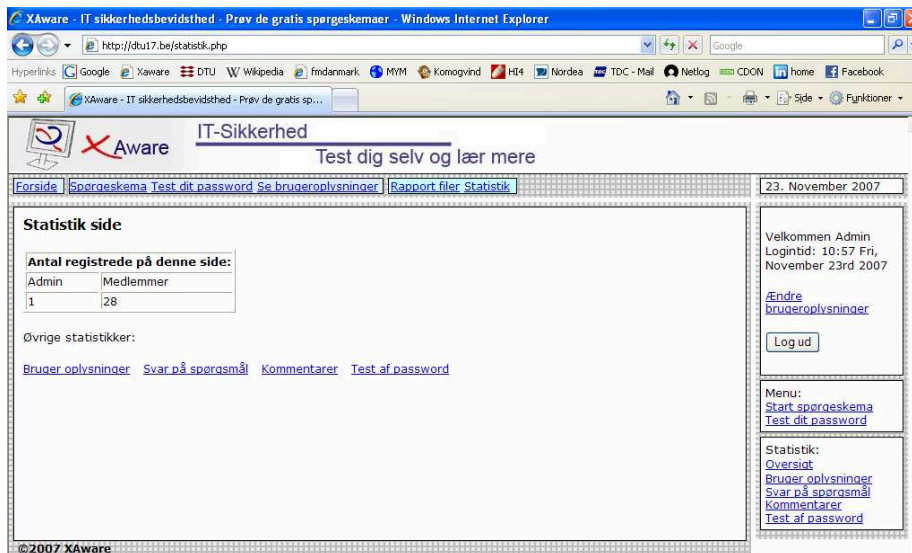 XAware - IT sikkerhedsbevidsthed - Prøv de gratis spørgeskemaer - Windows Internet Explorer
http://dtu17.be/statistik.php
Google
Hyperlinks Google Xaware DTU Wikipedia fmdanmark MYM Komogvind HI4 Nordea TDC - Mail Netlog CDON home Facebook
XAware - IT sikkerhedsbevidsthed - Prøv de gratis sp...
Side Funktioner
XAware
IT-Sikkerhed
Test dig selv og lær mere
Forside Spørgeskema Test dit password Se brugeroplysninger Rapport filer Statistik
23. November 2007
Statistik side
Antal registrede på denne side:
Admin Medlemmer
1 28
Øvrige statistikker:
Bruger oplysninger Svar på spørgsmål Kommentarer Test af password
Velkommen Admin
Logintid: 10:57 Fri,
November 23rd 2007
Ændre
brugeroplysninger
Log ud
Menu:
Start spørgeskema
Test dit password
Statistik:
Oversigt
Bruger oplysninger
Svar på spørgsmål
Kommentarer
Test af password
©2007 XAware